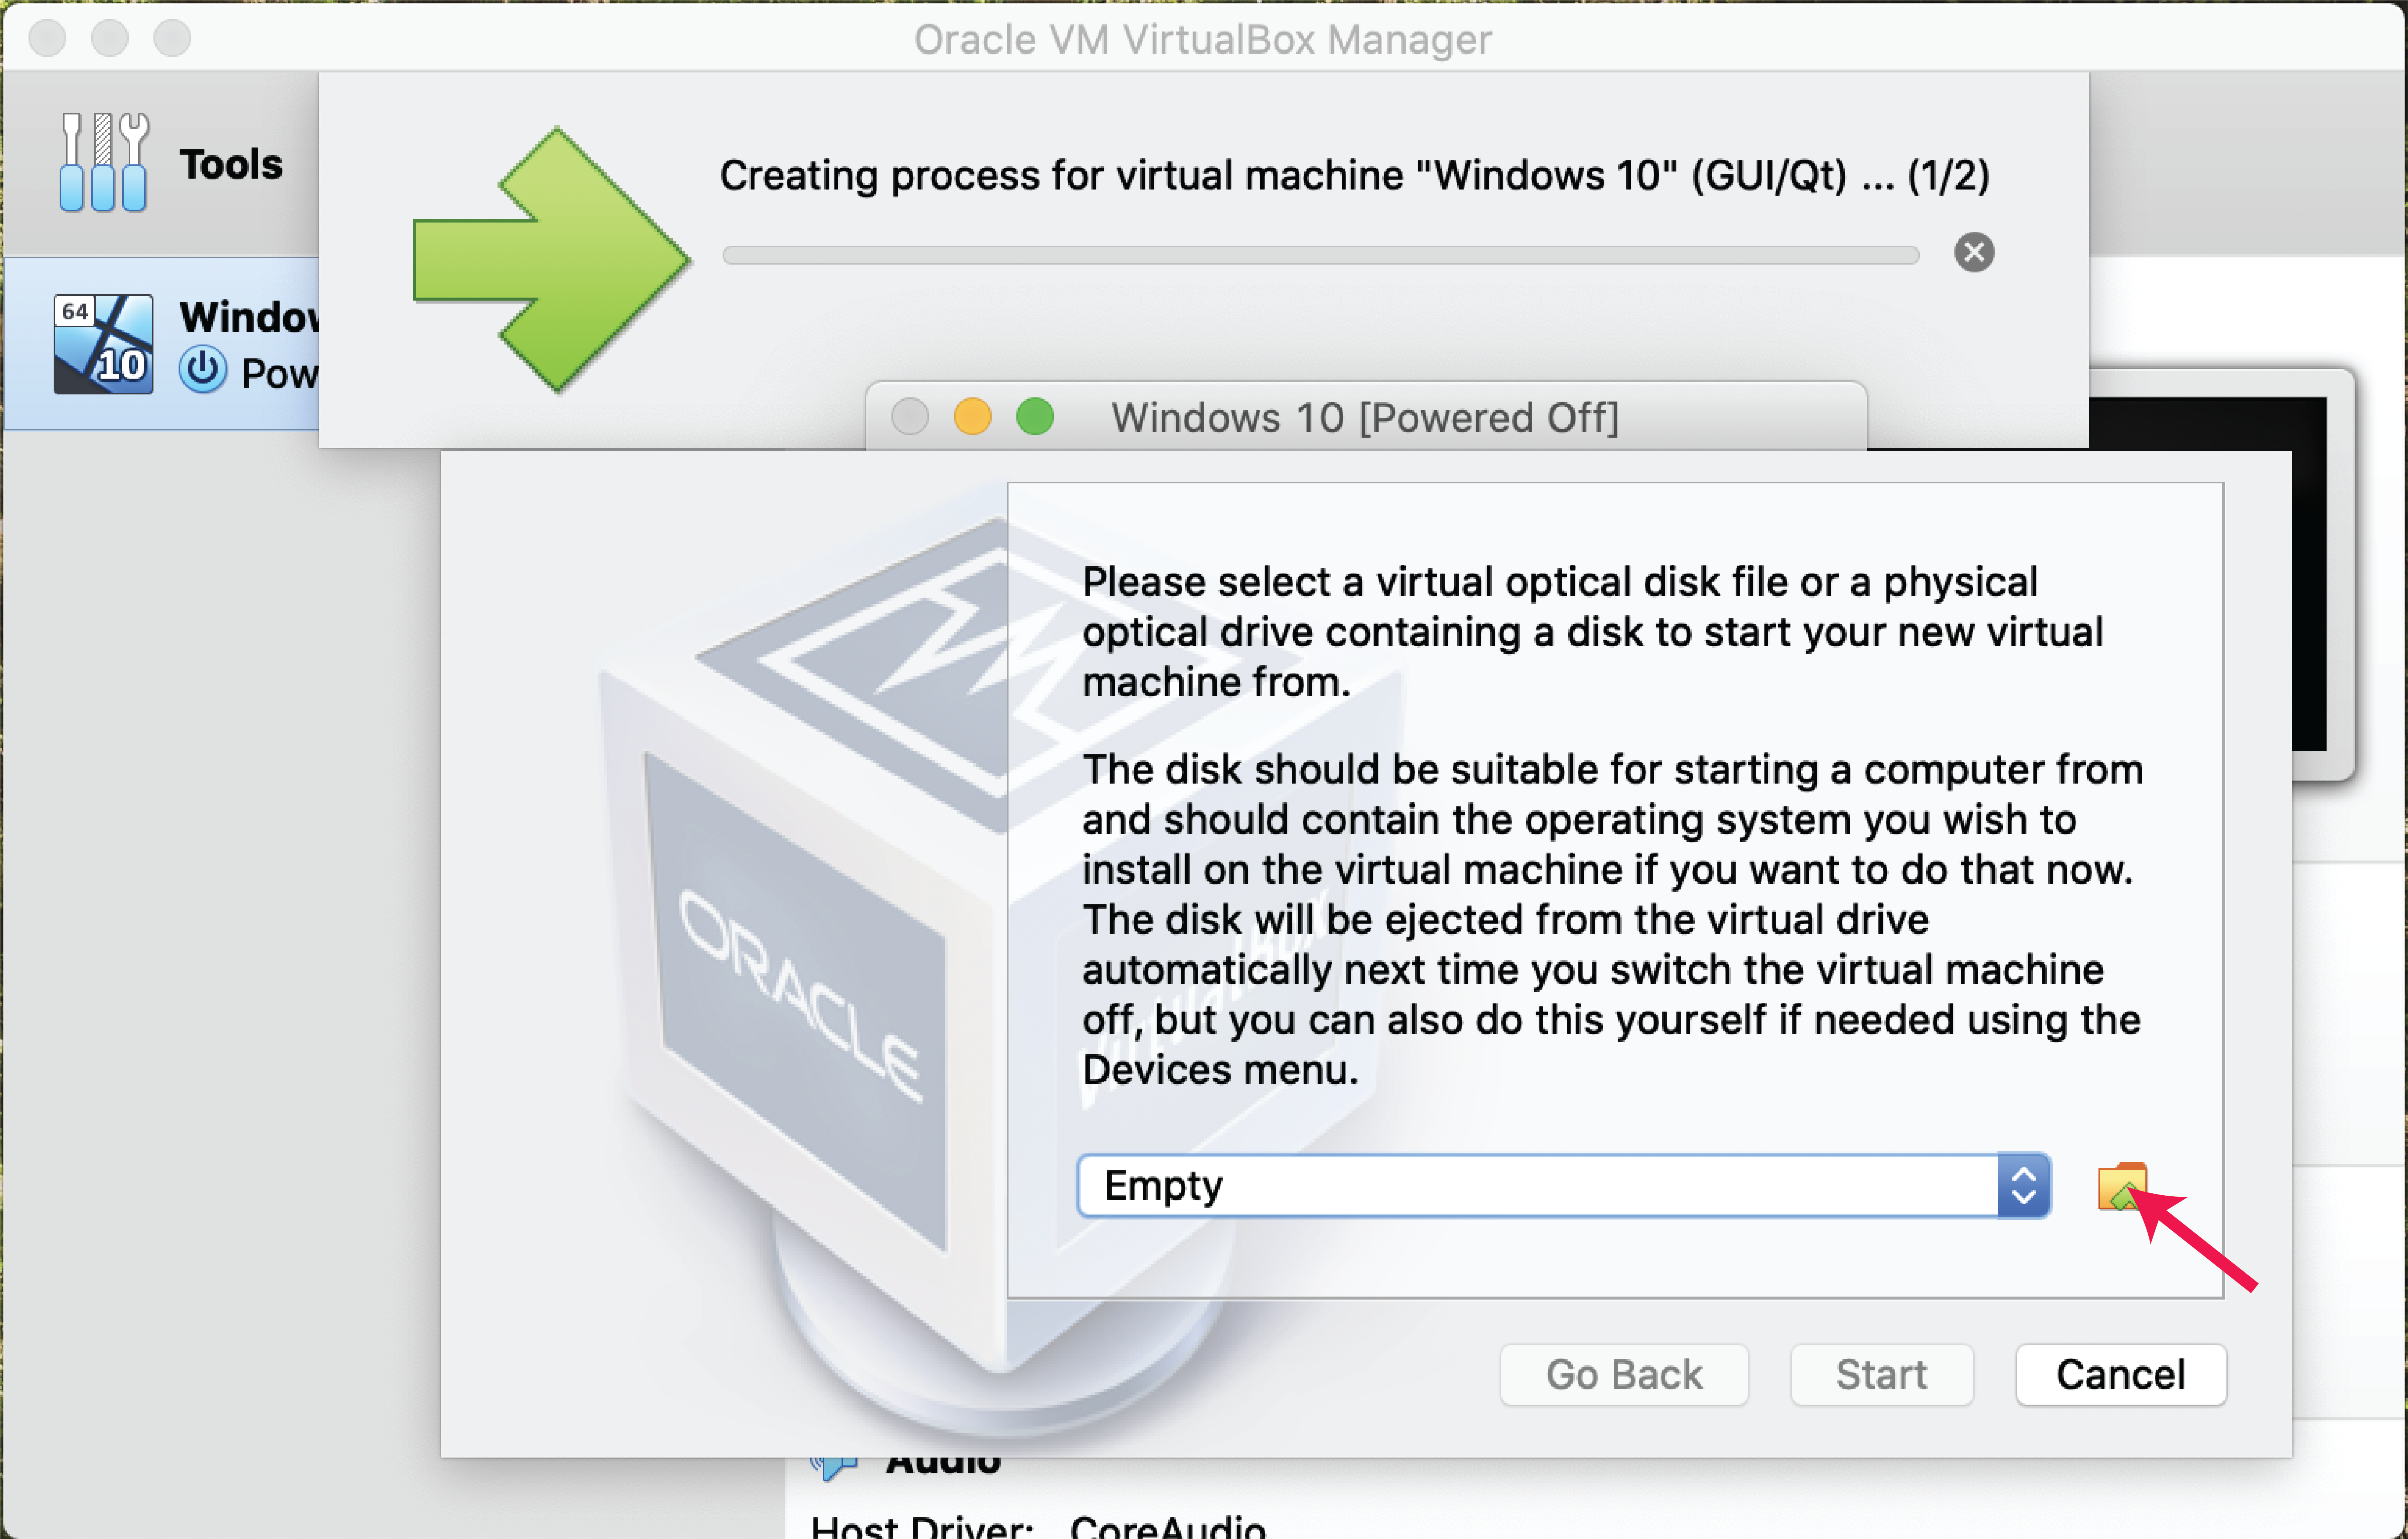 Oracle VM VirtualBox Manager
Tools
Creating process for virtual machine "Windows 10" (GUI/Qt) ... (1/2)
64
10
Window
Pow
Windows 10 [Powered Off]
Please select a virtual optical disk file or a physical
optical drive containing a disk to start your new virtual
machine from.
The disk should be suitable for starting a computer from
and should contain the operating system you wish to
install on the virtual machine if you want to do that now.
The disk will be ejected from the virtual drive
automatically next time you switch the virtual machine
off, but you can also do this yourself if needed using the
Devices menu.
ORACLE
VirtualBox
Empty
Go Back
Start
Cancel
Audio
Host Driver: CoreAudio